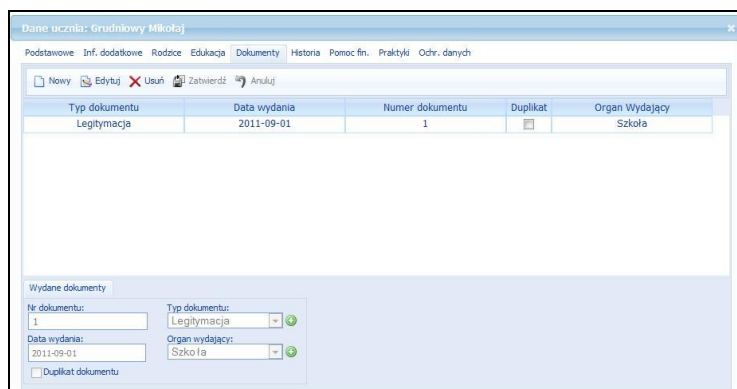 Dane ucznia: Grudniowy Mikołaj
Podstawowe Inf. dodatkowe Rodzice Edukacja Dokumenty Historia Pomoc fin. Praktyki Ochr. danych
Nowy Edytuj Usuń Zatwierdź Anuluj
Typ dokumentu Data wydania Numer dokumentu Duplikat Organ Wydający
Legitymacja 2011-09-01 1 Szkoła
Wydane dokumenty
Nr dokumentu: Typ dokumentu:
1 Legitymacja
Data wydania: Organ wydający:
2011-09-01 Szkoła
Duplikat dokumentu